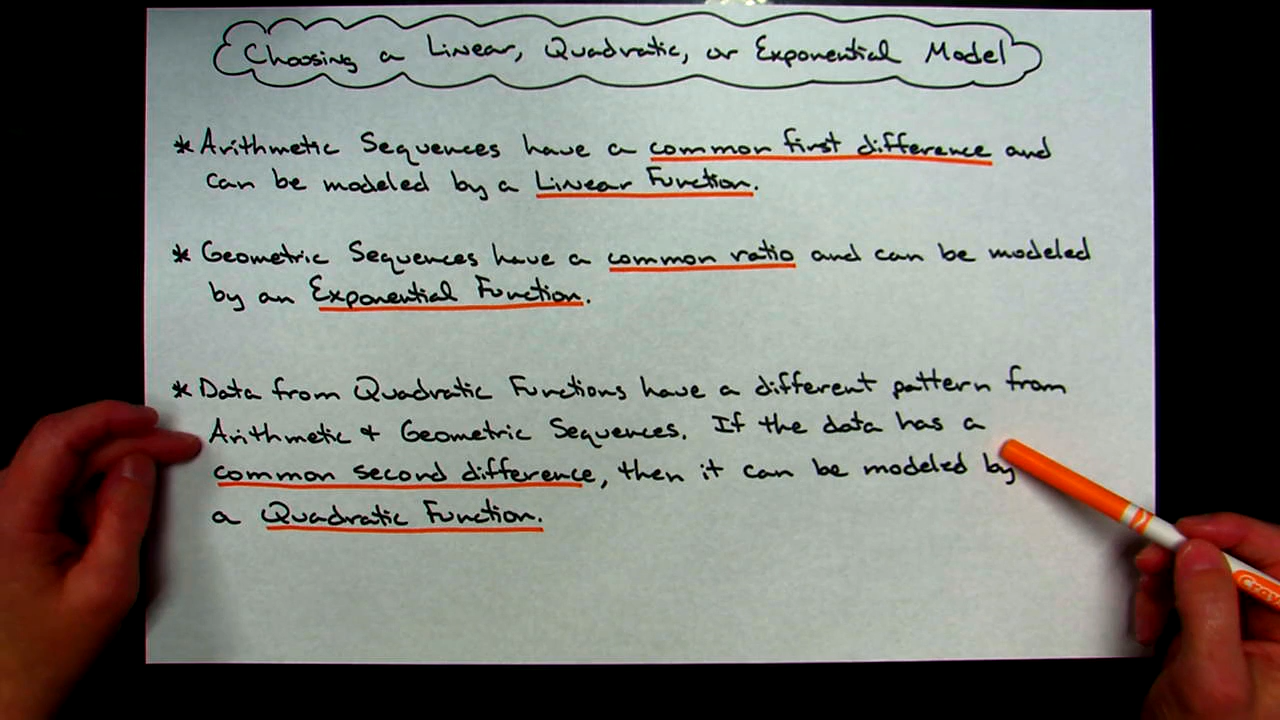 Choosing a Linear, Quadratic, or Exponential Model
* Arithmetic Sequences have a common first difference and
can be modeled by a Linear Function.
* Geometric Sequences have a common ratio and can be modeled
by an Exponential Function.
* Data from Quadratic Functions have a different pattern from
Arithmetic + Geometric Sequences. If the data has a
common second difference, then it can be modeled by
a Quadratic Function.